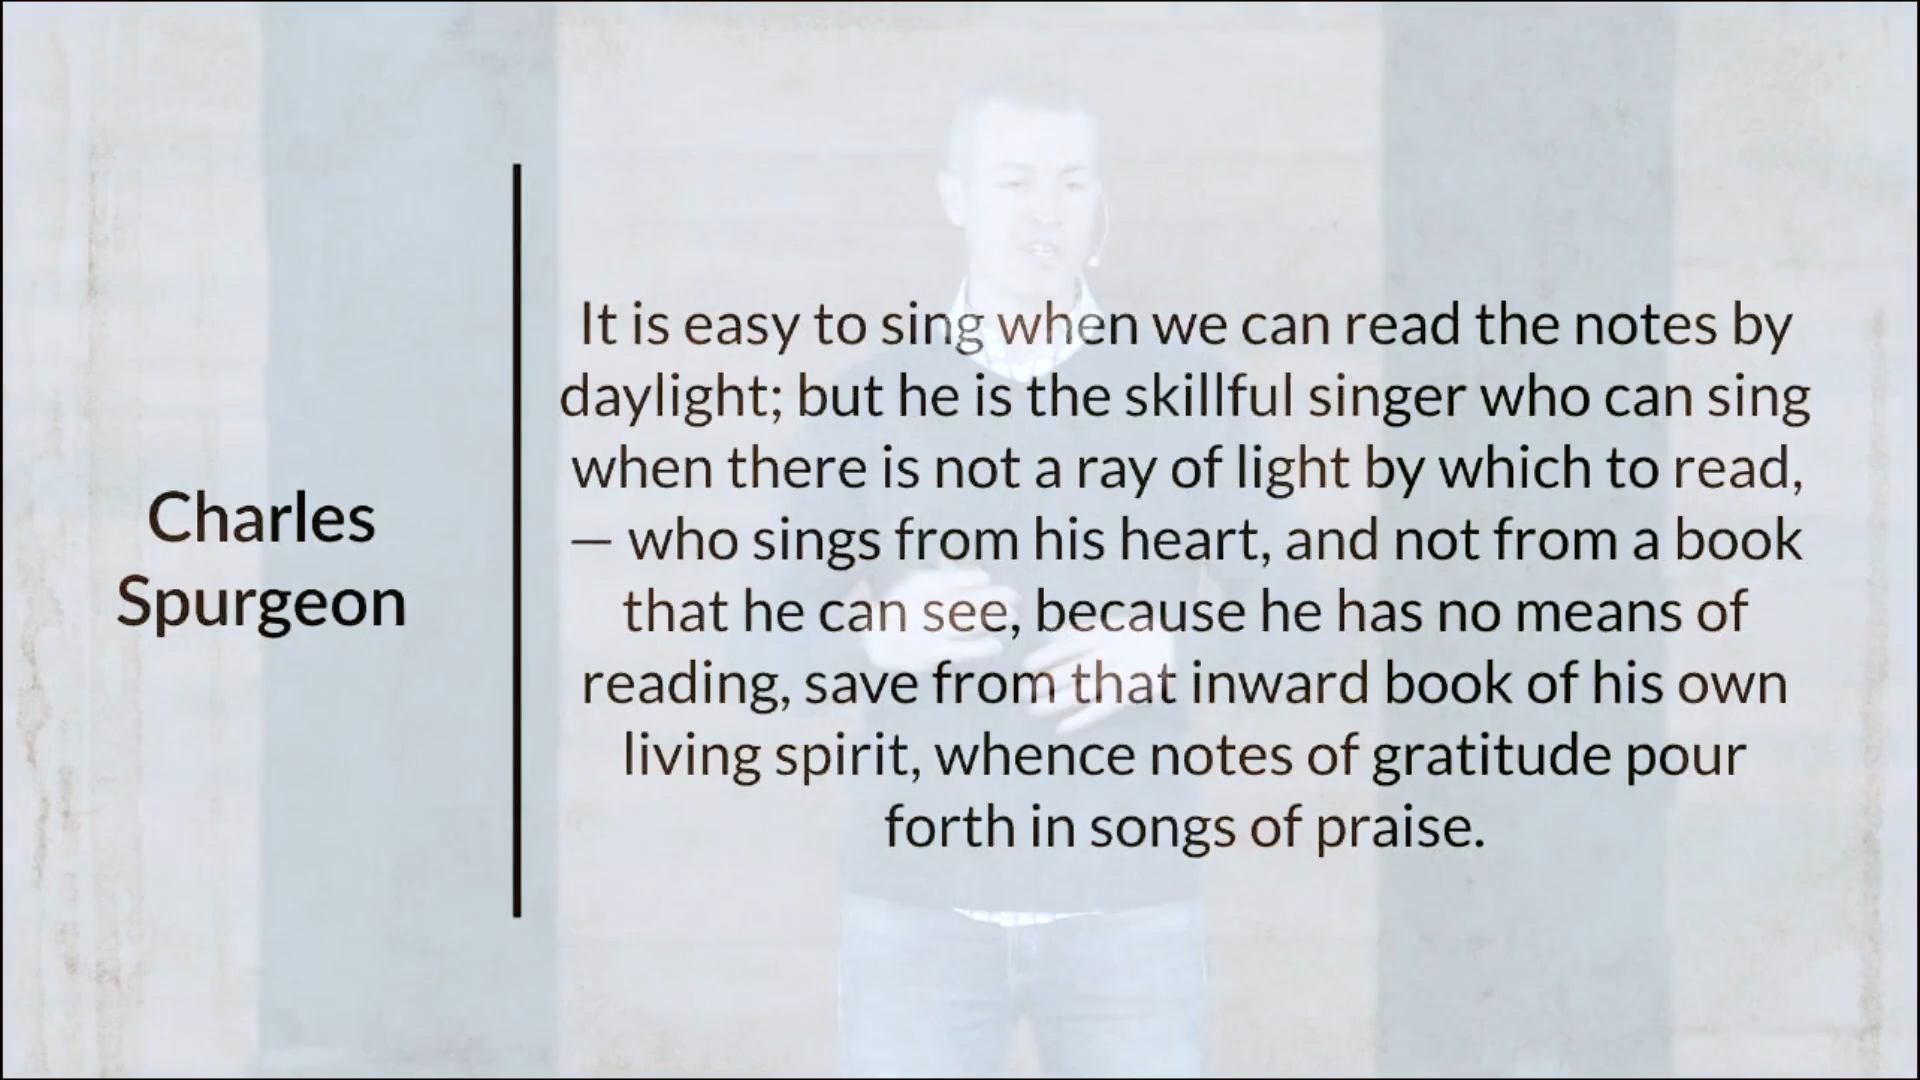 Charles
Spurgeon
It is easy to sing when we can read the notes by
daylight; but he is the skillful singer who can sing
when there is not a ray of light by which to read,
— who sings from his heart, and not from a book
that he can see, because he has no means of
reading, save from that inward book of his own
living spirit, whence notes of gratitude pour
forth in songs of praise.